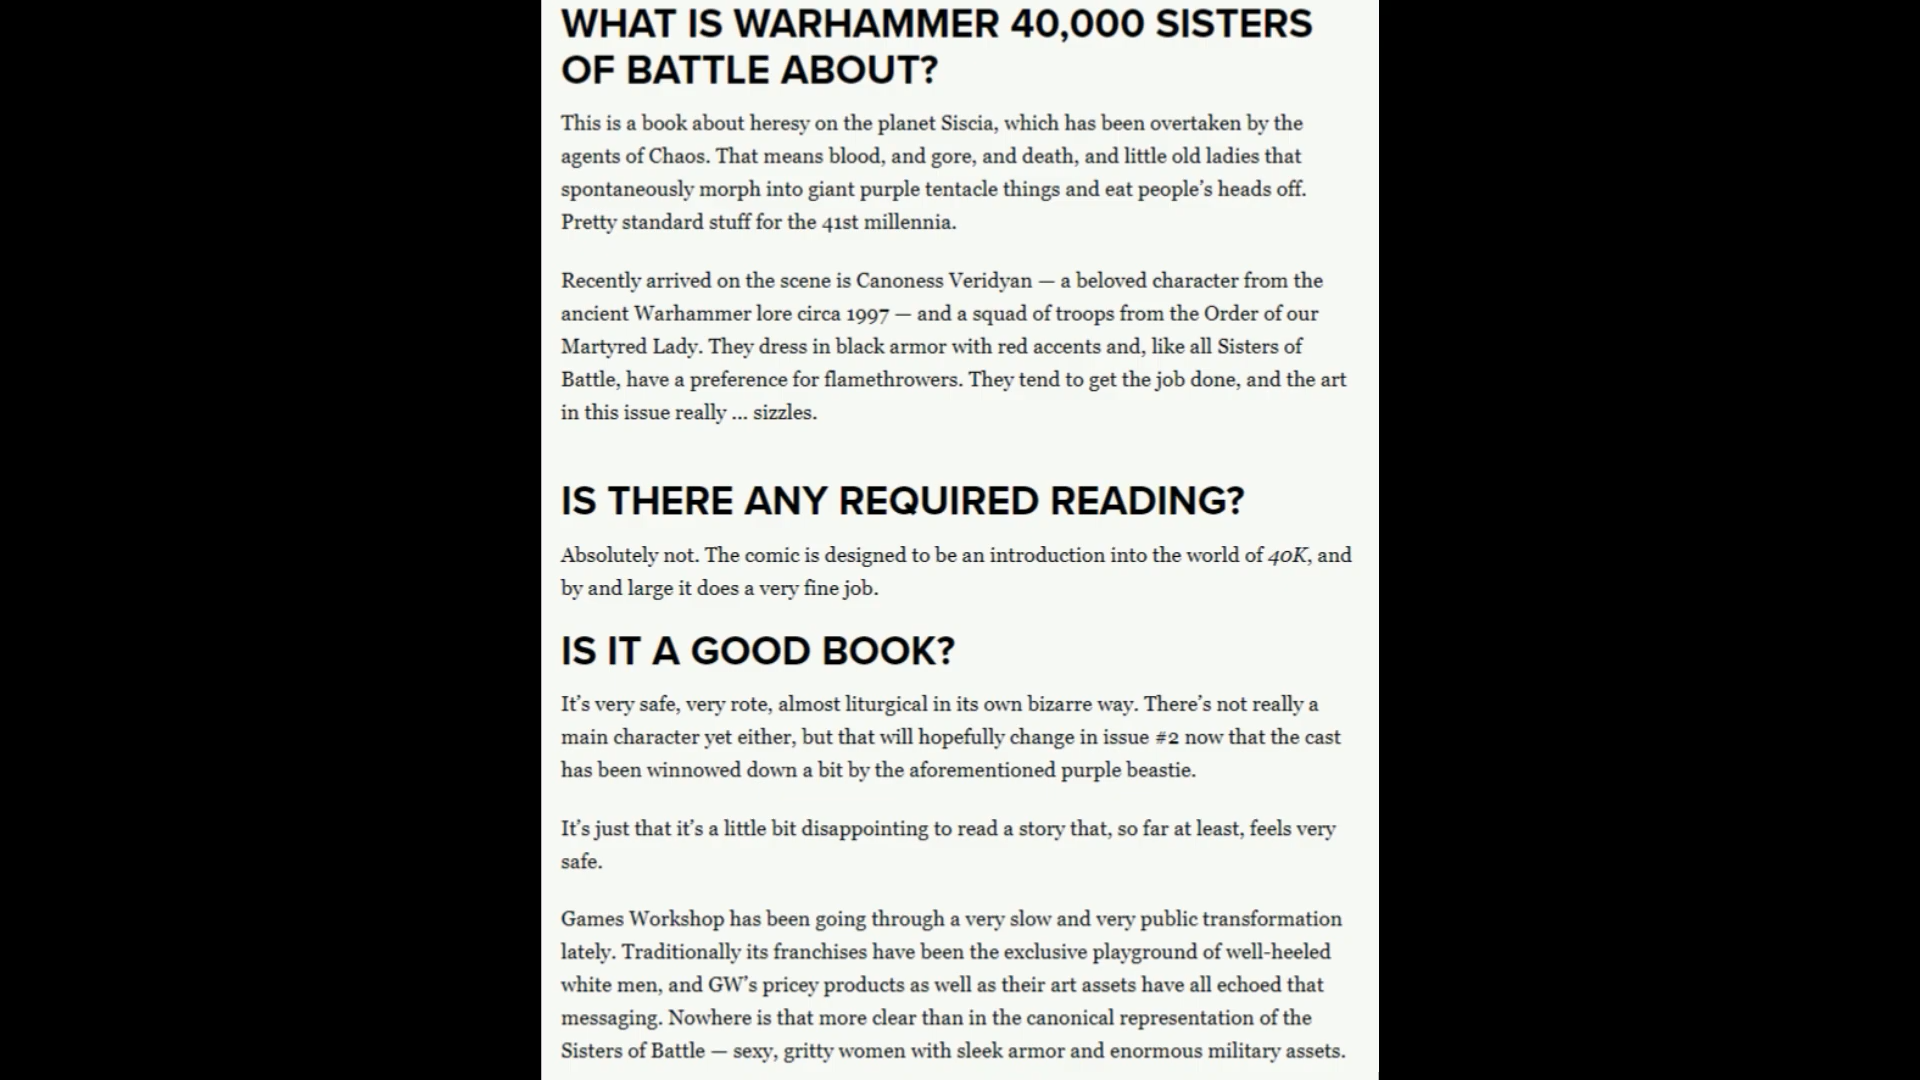 WHAT IS WARHAMMER 40,000 SISTERS
OF BATTLE ABOUT?
This is a book about heresy on the planet Siscia, which has been overtaken by the
agents of Chaos. That means blood, and gore, and death, and little old ladies that
spontaneously morph into giant purple tentacle things and eat people’s heads off.
Pretty standard stuff for the 41st millennia.
Recently arrived on the scene is Canoness Veridyan — a beloved character from the
ancient Warhammer lore circa 1997 — and a squad of troops from the Order of our
Martyred Lady. They dress in black armor with red accents and, like all Sisters of
Battle, have a preference for flamethrowers. They tend to get the job done, and the art
in this issue really ... sizzles.
IS THERE ANY REQUIRED READING?
Absolutely not. The comic is designed to be an introduction into the world of 40K, and
by and large it does a very fine job.
IS IT A GOOD BOOK?
It’s very safe, very rote, almost liturgical in its own bizarre way. There’s not really a
main character yet either, but that will hopefully change in issue #2 now that the cast
has been winnowed down a bit by the aforementioned purple beastie.
It’s just that it’s a little bit disappointing to read a story that, so far at least, feels very
safe.
Games Workshop has been going through a very slow and very public transformation
lately. Traditionally its franchises have been the exclusive playground of well-heeled
white men, and GW’s pricey products as well as their art assets have all echoed that
messaging. Nowhere is that more clear than in the canonical representation of the
Sisters of Battle — sexy, gritty women with sleek armor and enormous military assets.